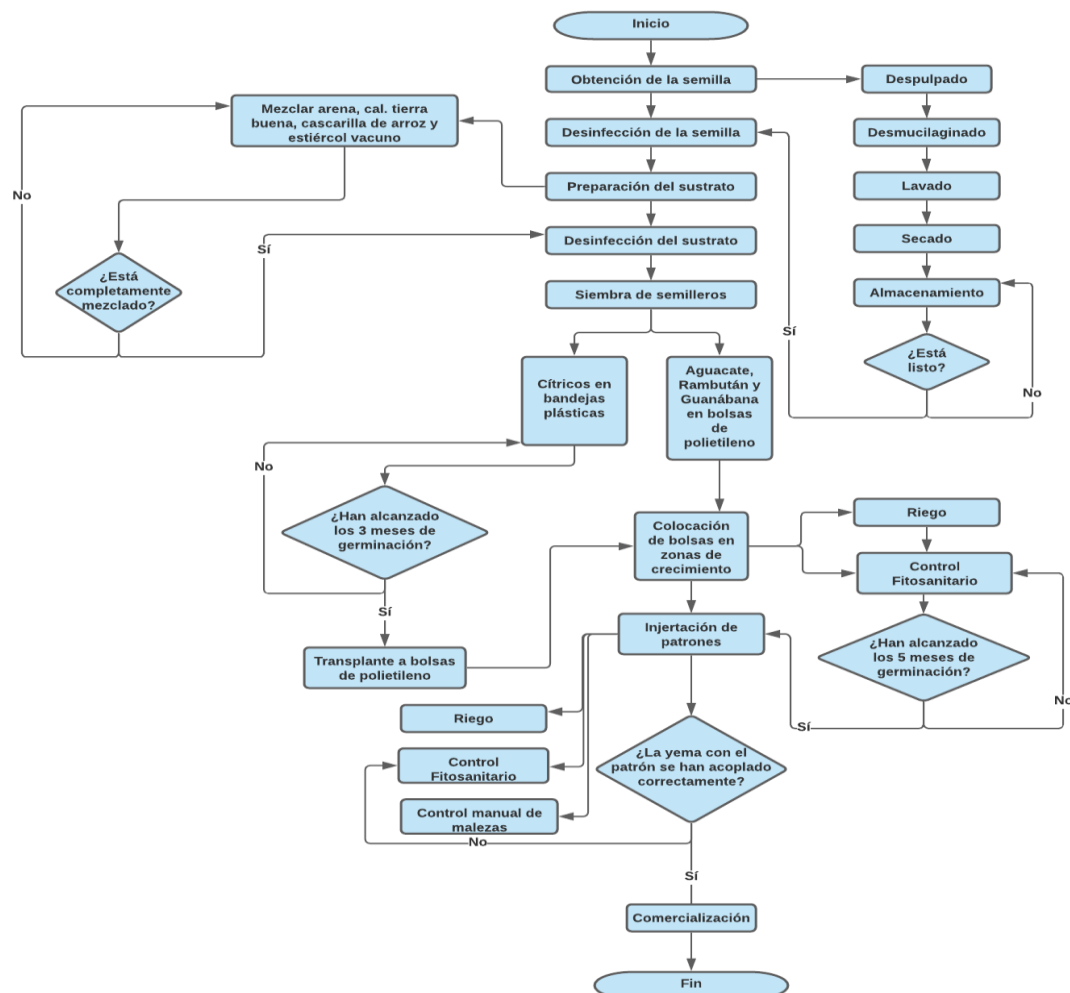 Inicio
Obtención de la semilla
Despulpado
Mezclar arena, cal. tierra
buena, cascarilla de arroz y
estiércol vacuno
Desinfección de la semilla
Desmucilaginado
No
Preparación del sustrato
Lavado
Desinfección del sustrato
Sí
Secado
¿Está
completamente
mezclado?
Siembra de semilleros
Almacenamiento
Sí
¿Está
listo?
No
Cítricos en
bandejas
plásticas
Aguacate,
Rambután y
Guanábana
en bolsas
de
polietileno
No
¿Han alcanzado
los 3 meses de
germinación?
Colocación
de bolsas en
zonas de
crecimiento
Riego
Control
Fitosanitario
Sí
Injertación de
patrones
¿Han alcanzado
los 5 meses de
germinación?
Transplante a bolsas
de polietileno
No
Riego
Sí
Control
Fitosanitario
¿La yema con el
patrón se han acoplado
correctamente?
Control manual de
malezas
No
Sí
Comercialización
Fin